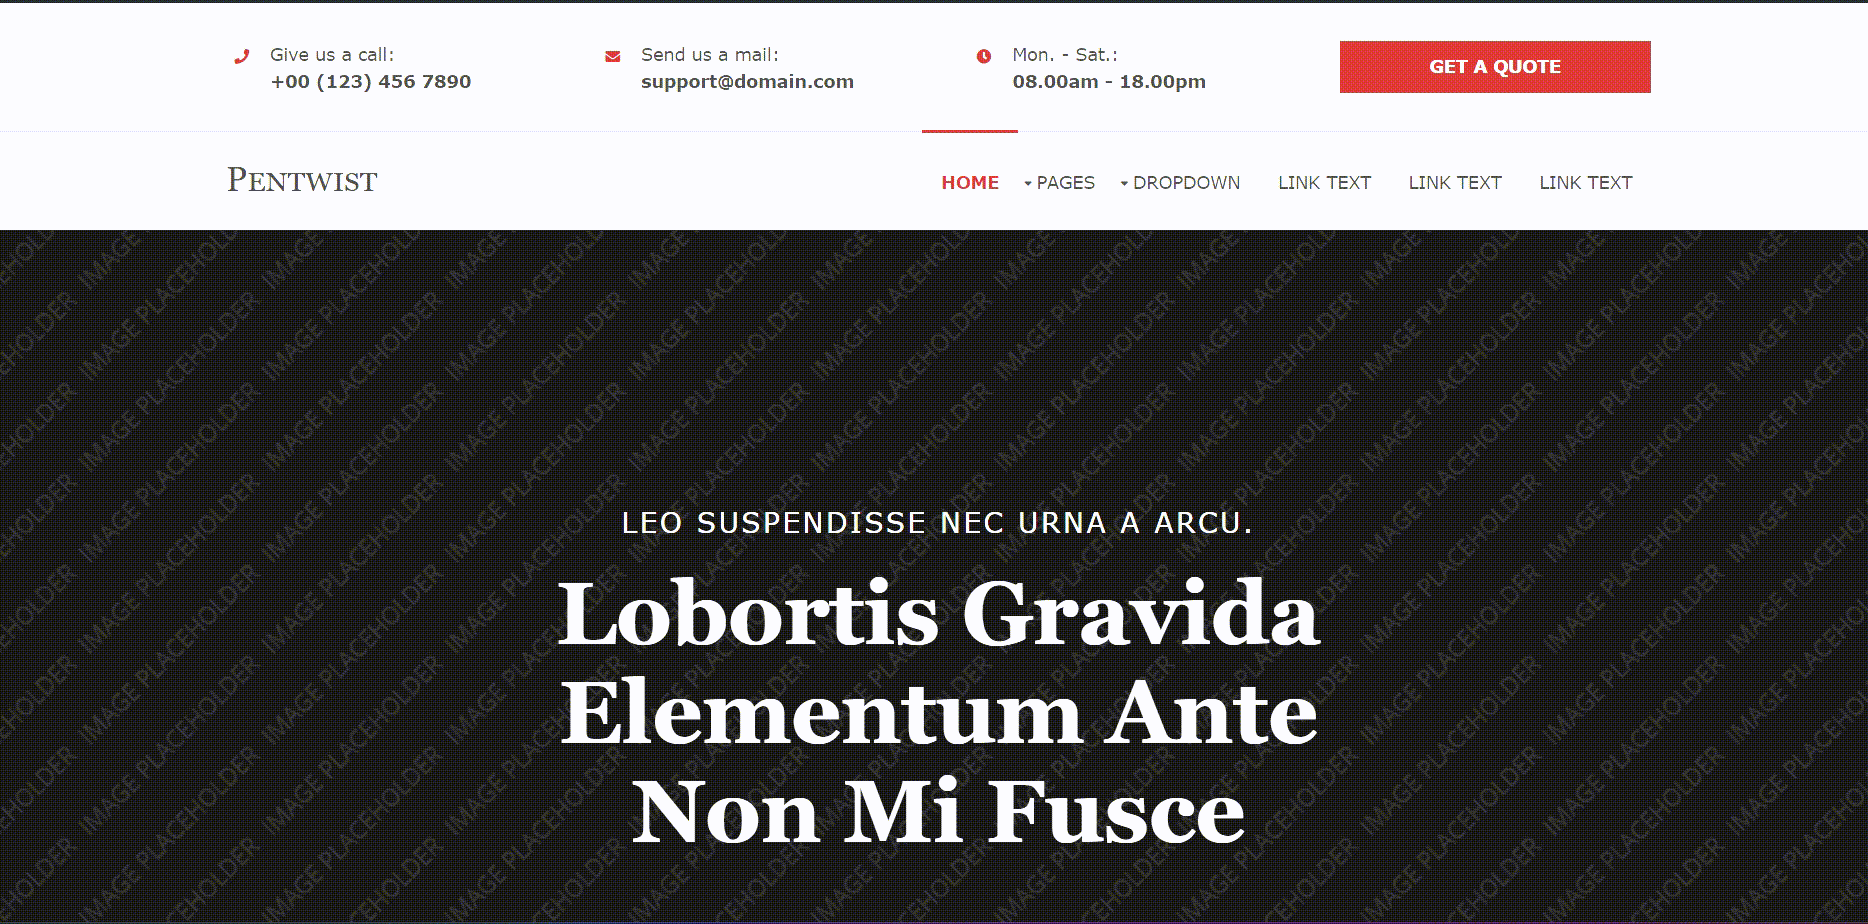 Give us a call:
+00 (123) 456 7890
Send us a mail:
support@domain.com
Mon. - Sat.:
08.00am - 18.00pm
GET A QUOTE
PENTWIST
HOME PAGES DROPDOWN LINK TEXT LINK TEXT LINK TEXT
IMAGE PLACEHOLDER
LEO SUSPENDISSE NEC URNA A ARCU.
Lobortis Gravida
Elementum Ante
Non Mi Fusce